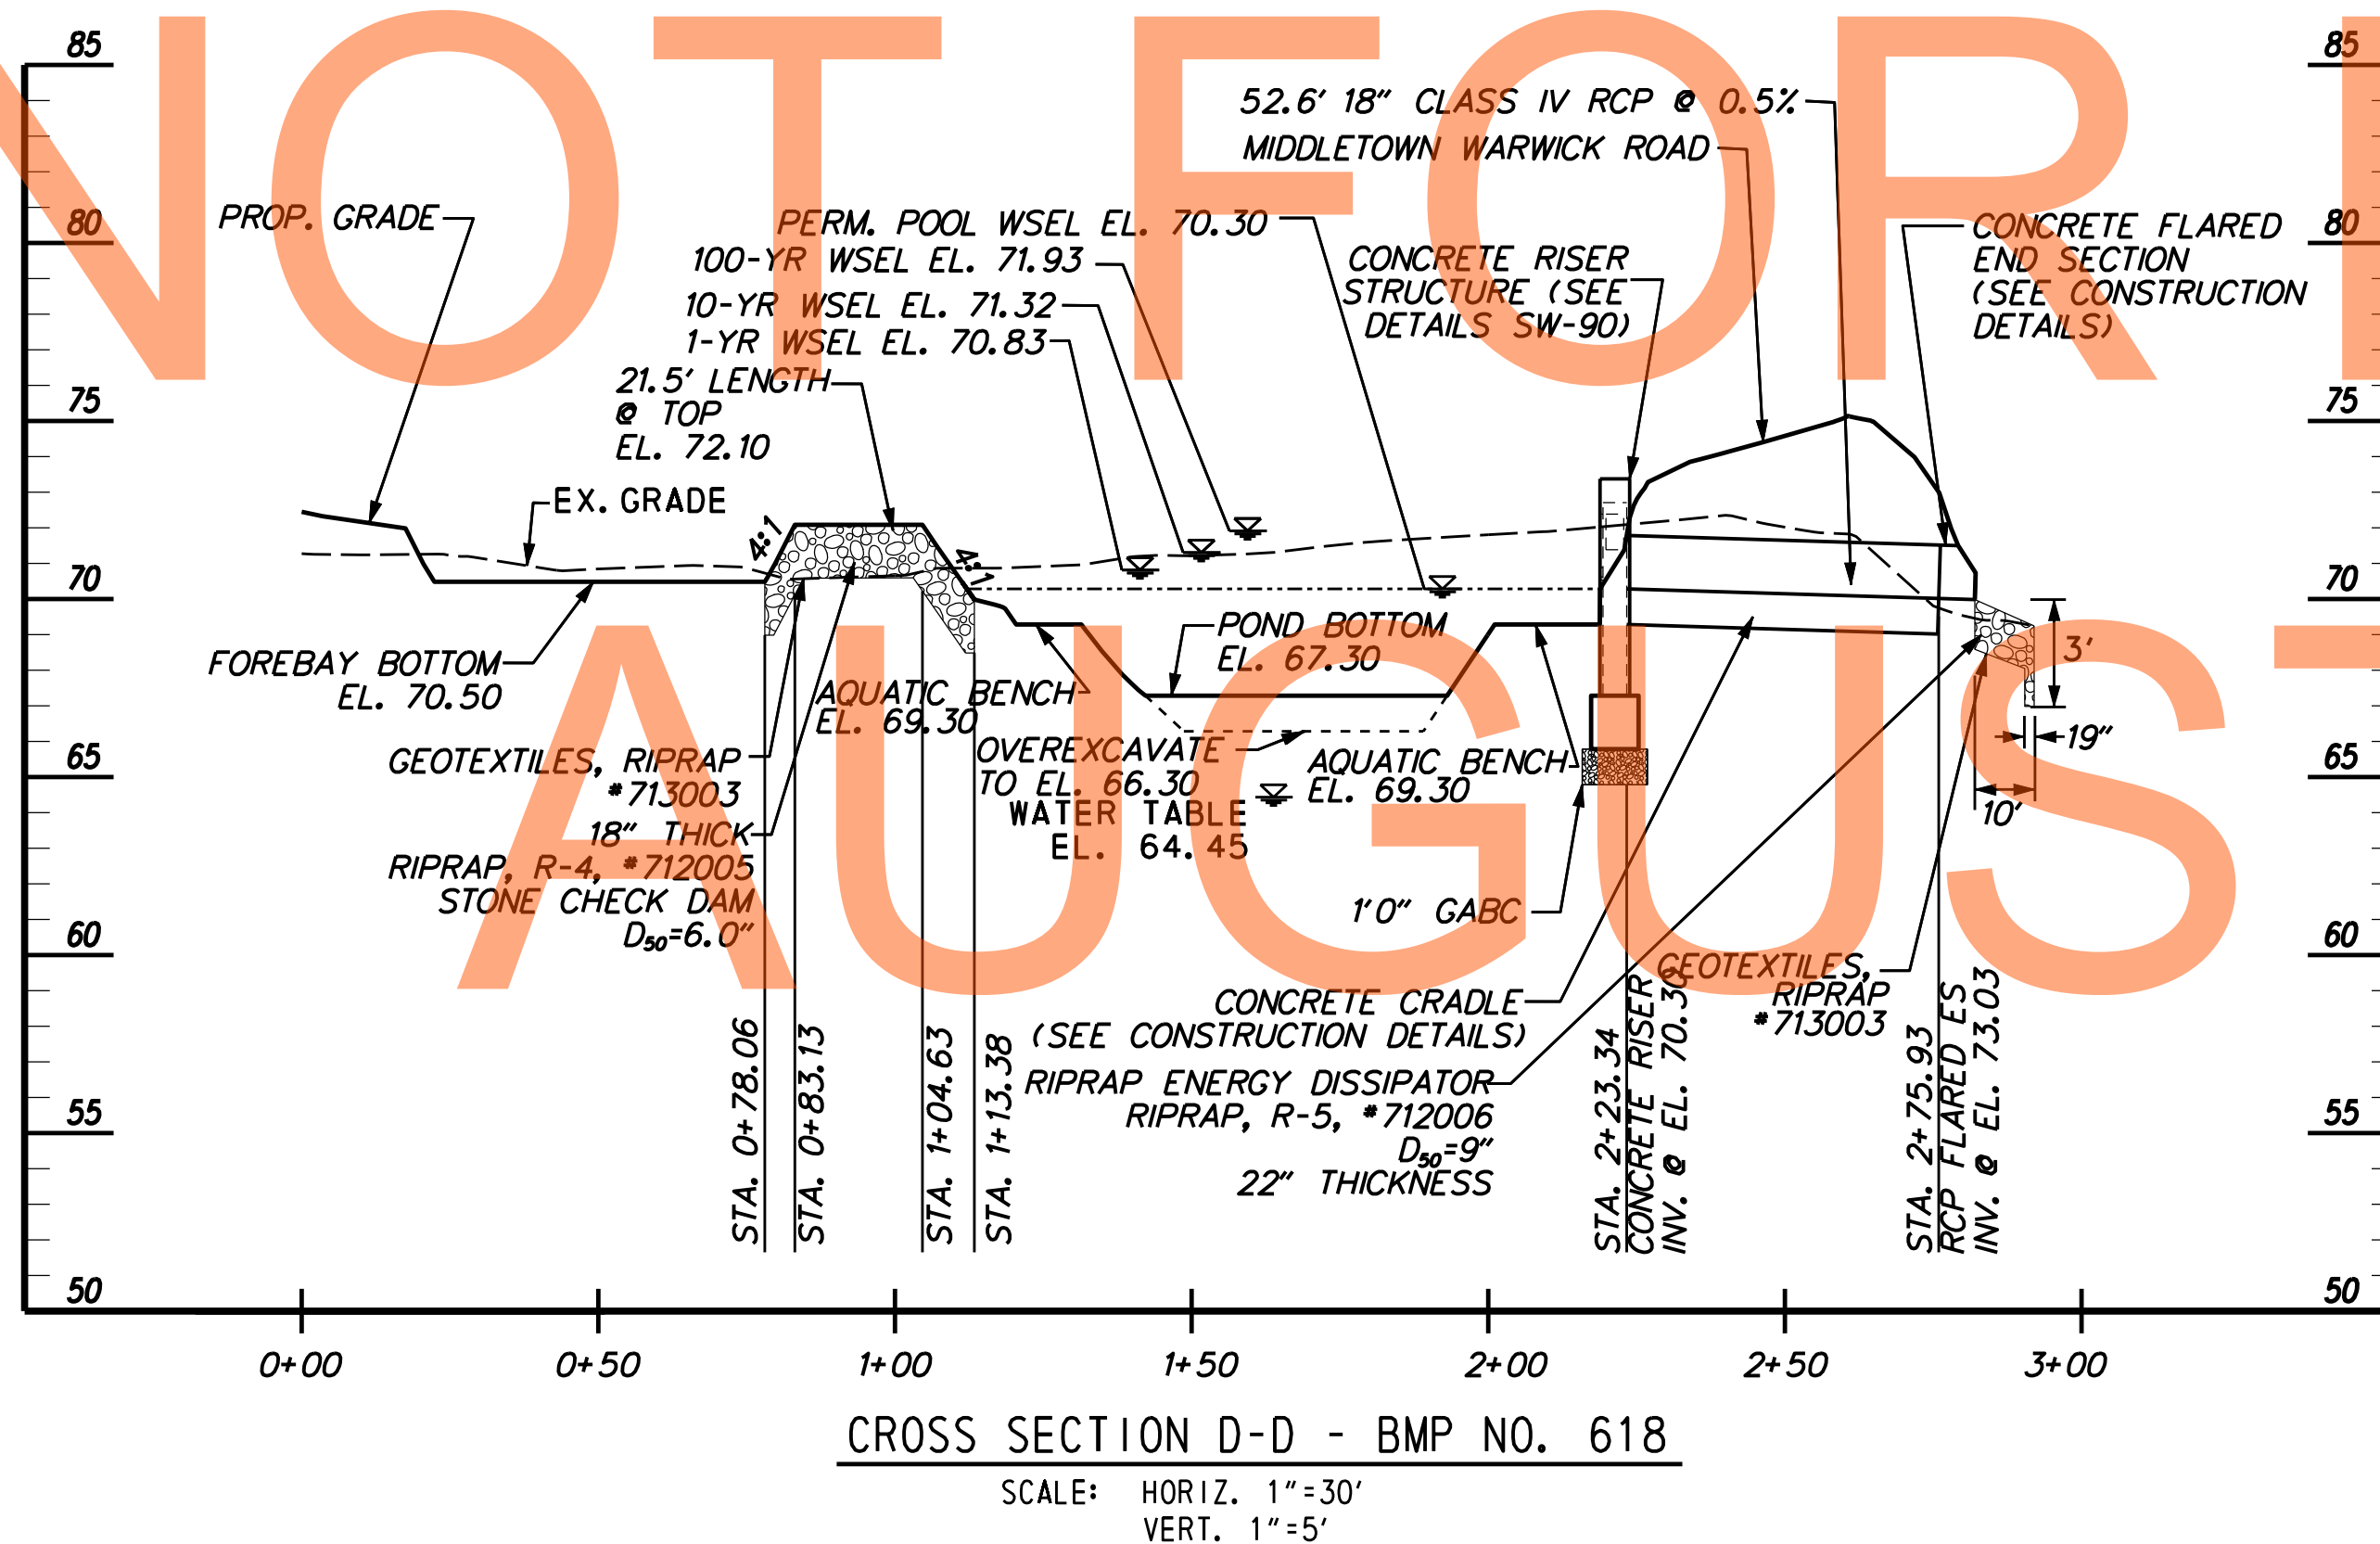 NOT FOR
AUGUST
85
80
75
70
65
60
55
50
85
80
75
70
65
60
55
50
52.6' 18" CLASS IV RCP @ 0.5%
MIDDLETOWN WARWICK ROAD
PROP. GRADE
PERM. POOL WSEL EL. 70.30
100-YR WSEL EL. 71.93
10-YR WSEL EL. 71.32
1-YR WSEL EL. 70.83
CONCRETE RISER
STRUCTURE (SEE
DETAILS SW-90)
CONCRETE FLARED
END SECTION
(SEE CONSTRUCTION
DETAILS)
21.5' LENGTH
@ TOP
EL. 72.10
EX. GRADE
4:1
4:1
FOREBAY BOTTOM
EL. 70.50
AQUATIC BENCH
EL. 69.30
POND BOTTOM
EL. 67.30
3'
19"
10'
GEOTEXTILES, RIPRAP
#713003
OVEREXCAVATE
TO EL. 66.30
AQUATIC BENCH
EL. 69.30
WATER TABLE
EL. 64.45
18" THICK
RIPRAP, R-4, #712005
STONE CHECK DAM
D50=6.0"
1'0" GABC
GEOTEXTILES,
RIPRAP
#713003
CONCRETE CRADLE
(SEE CONSTRUCTION DETAILS)
RIPRAP ENERGY DISSIPATOR
RIPRAP, R-5, #712006
D50=9"
22" THICKNESS
STA. 0+78.06
STA. 0+83.13
STA. 1+04.63
STA. 1+13.38
STA. 2+23.34
CONCRETE RISER
INV. @ EL. 70.30
STA. 2+75.93
RCP FLARED ES
INV. @ EL. 73.03
0+00
0+50
1+00
1+50
2+00
2+50
3+00
CROSS SECTION D-D - BMP NO. 618
SCALE: HORIZ. 1"=30'
VERT. 1"=5'